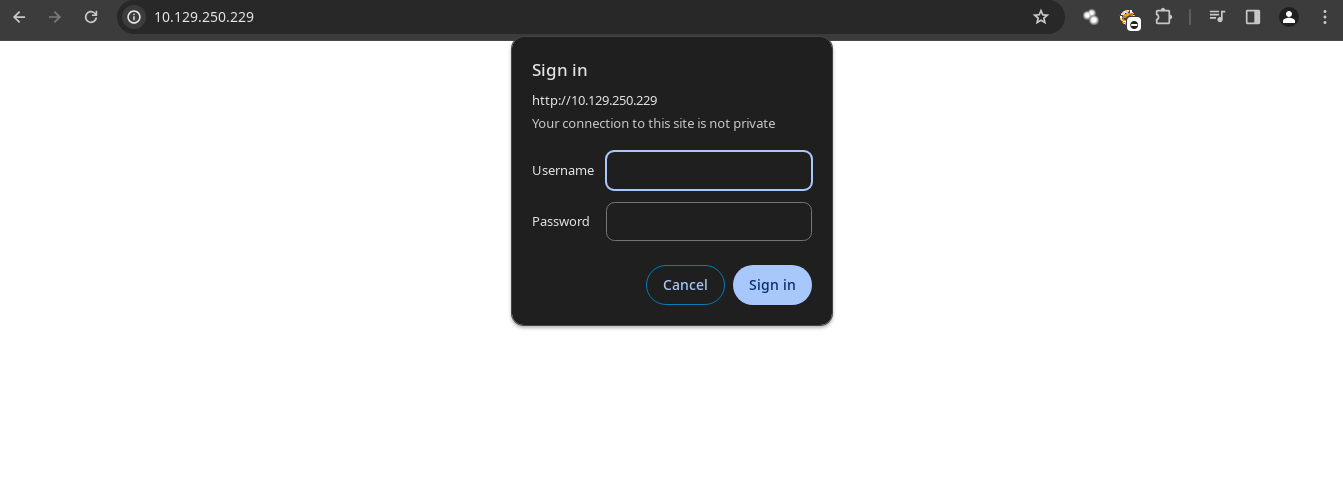 10.129.250.229
Sign in
http://10.129.250.229
Your connection to this site is not private
Username
Password
Cancel Sign in